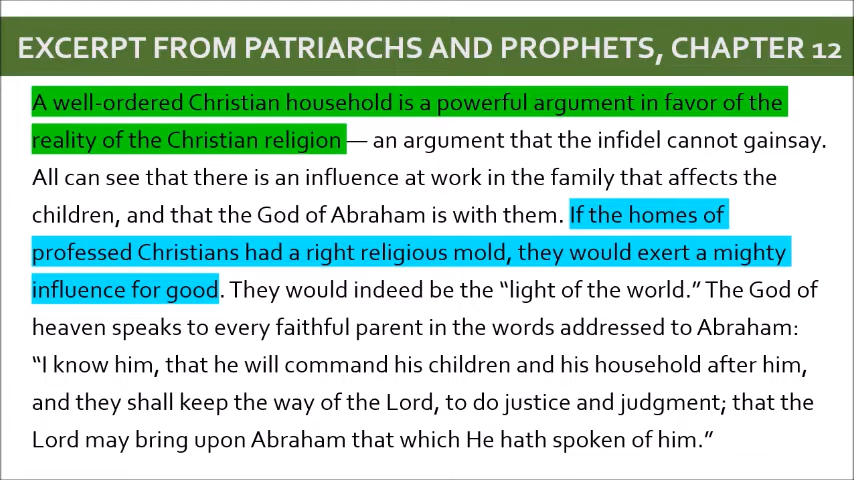 EXCERPT FROM PATRIARCHS AND PROPHETS, CHAPTER 12
A well-ordered Christian household is a powerful argument in favor of the
reality of the Christian religion — an argument that the infidel cannot gainsay.
All can see that there is an influence at work in the family that affects the
children, and that the God of Abraham is with them. If the homes of
professed Christians had a right religious mold, they would exert a mighty
influence for good. They would indeed be the “light of the world.” The God of
heaven speaks to every faithful parent in the words addressed to Abraham:
“I know him, that he will command his children and his household after him,
and they shall keep the way of the Lord, to do justice and judgment; that the
Lord may bring upon Abraham that which He hath spoken of him.”